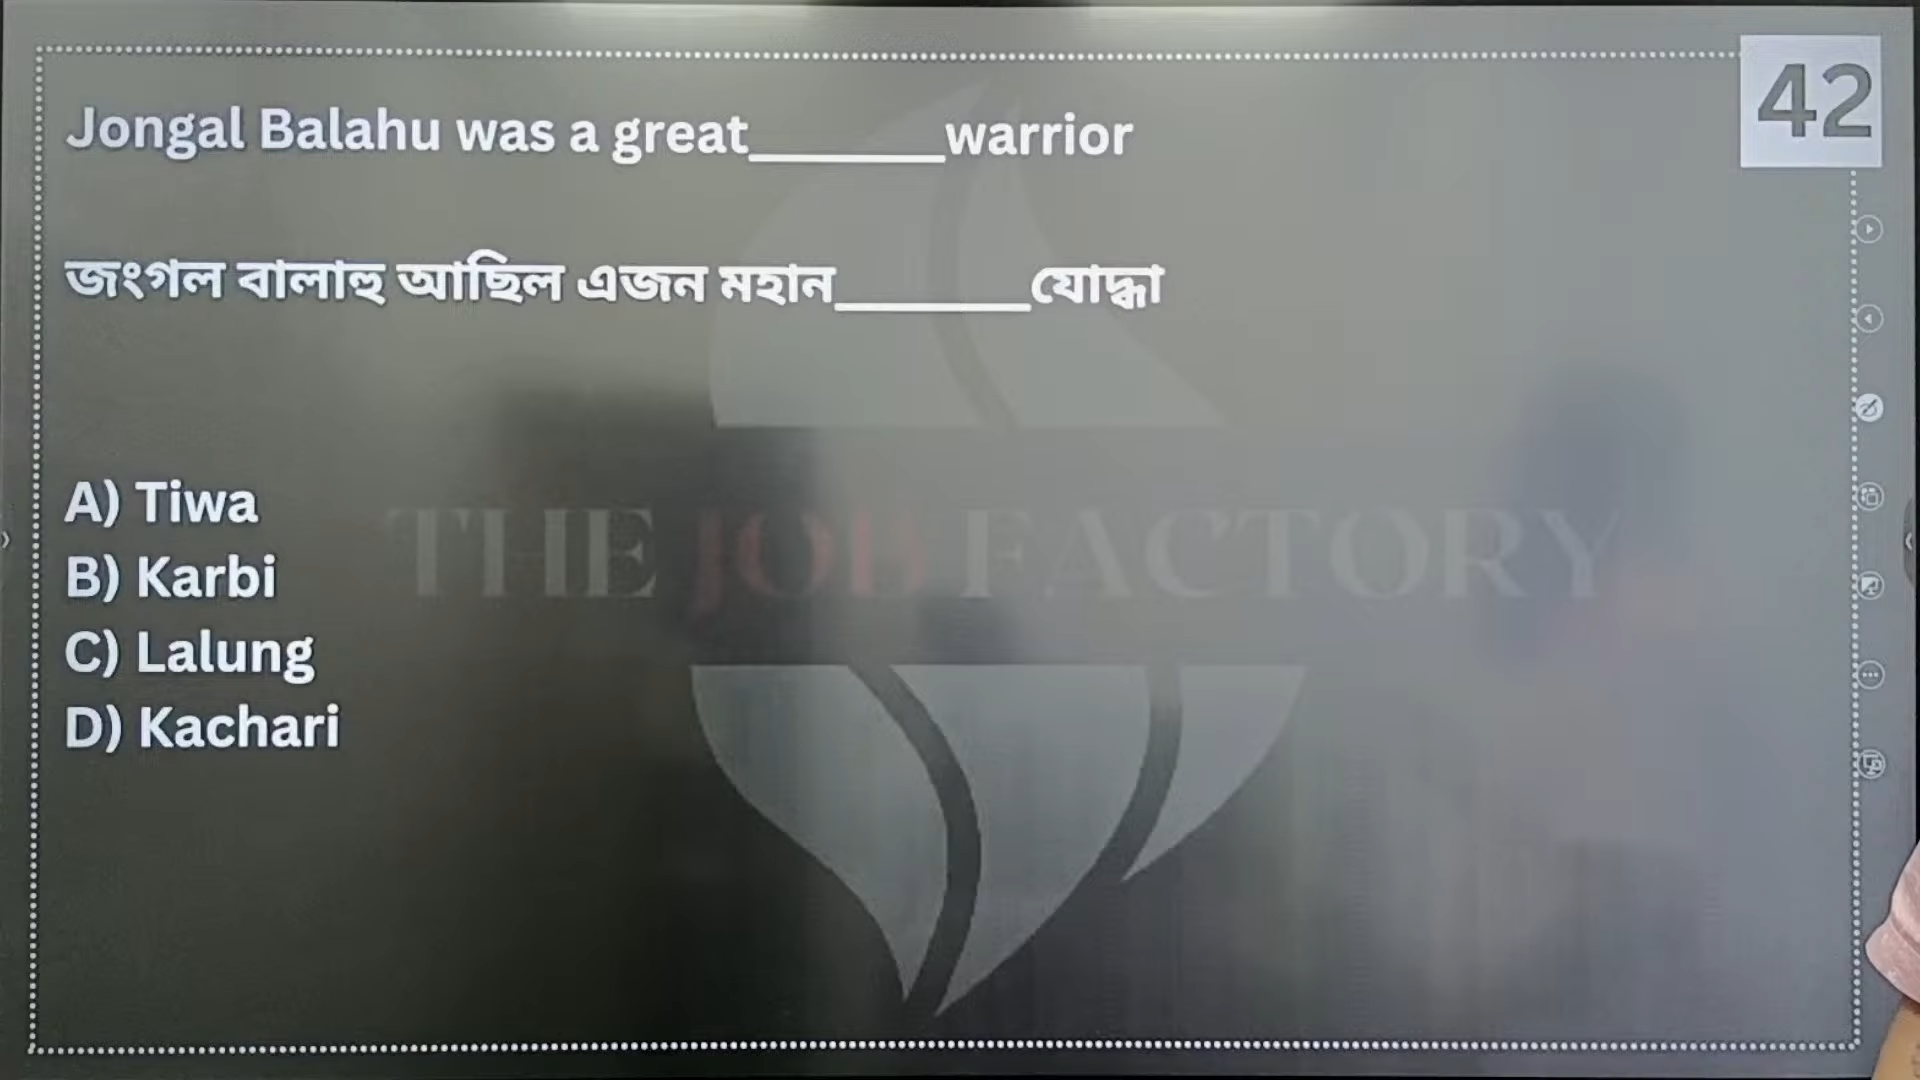 42
Jongal Balahu was a great_______warrior
জংগল বালাহু আছিল এজন মহান_______যোদ্ধা
A) Tiwa
B) Karbi
C) Lalung
D) Kachari
THE JOB FACTORY